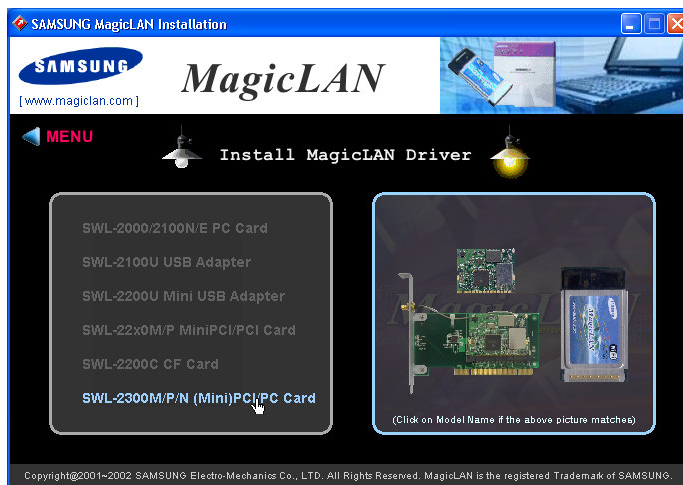 SAMSUNG MagicLAN Installation
SAMSUNG
MagicLAN
[ www.magiclan.com ]
MENU
Install MagicLAN Driver
SWL-2000/2100N/E PC Card
SWL-2100U USB Adapter
SWL-2200U Mini USB Adapter
SWL-22x0M/P MiniPCI/PCI Card
SWL-2200C CF Card
SWL-2300M/P/N (Mini)PCI/PC Card
MagicLAN
(Click on Model Name if the above picture matches)
Copyright@2001~2002 SAMSUNG Electro-Mechanics Co., LTD. All Rights Reserved. MagicLAN is the registered Trademark of SAMSUNG.